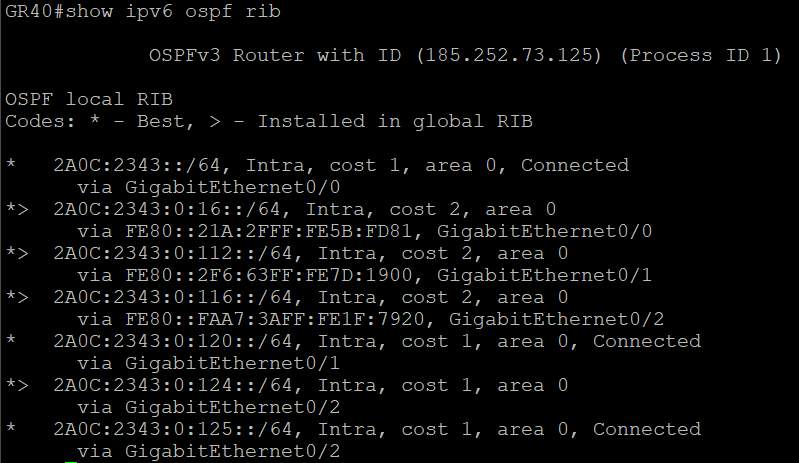 GR40#show ipv6 ospf rib
OSPFv3 Router with ID (185.252.73.125) (Process ID 1)
OSPF local RIB
Codes: * - Best, > - Installed in global RIB
*   2A0C:2343::/64, Intra, cost 1, area 0, Connected
via GigabitEthernet0/0
*>  2A0C:2343:0:16::/64, Intra, cost 2, area 0
via FE80::21A:2FFF:FE5B:FD81, GigabitEthernet0/0
*>  2A0C:2343:0:112::/64, Intra, cost 2, area 0
via FE80::2F6:63FF:FE7D:1900, GigabitEthernet0/1
*>  2A0C:2343:0:116::/64, Intra, cost 2, area 0
via FE80::FAA7:3AFF:FE1F:7920, GigabitEthernet0/2
*   2A0C:2343:0:120::/64, Intra, cost 1, area 0, Connected
via GigabitEthernet0/1
*>  2A0C:2343:0:124::/64, Intra, cost 1, area 0
via GigabitEthernet0/2
*   2A0C:2343:0:125::/64, Intra, cost 1, area 0, Connected
via GigabitEthernet0/2